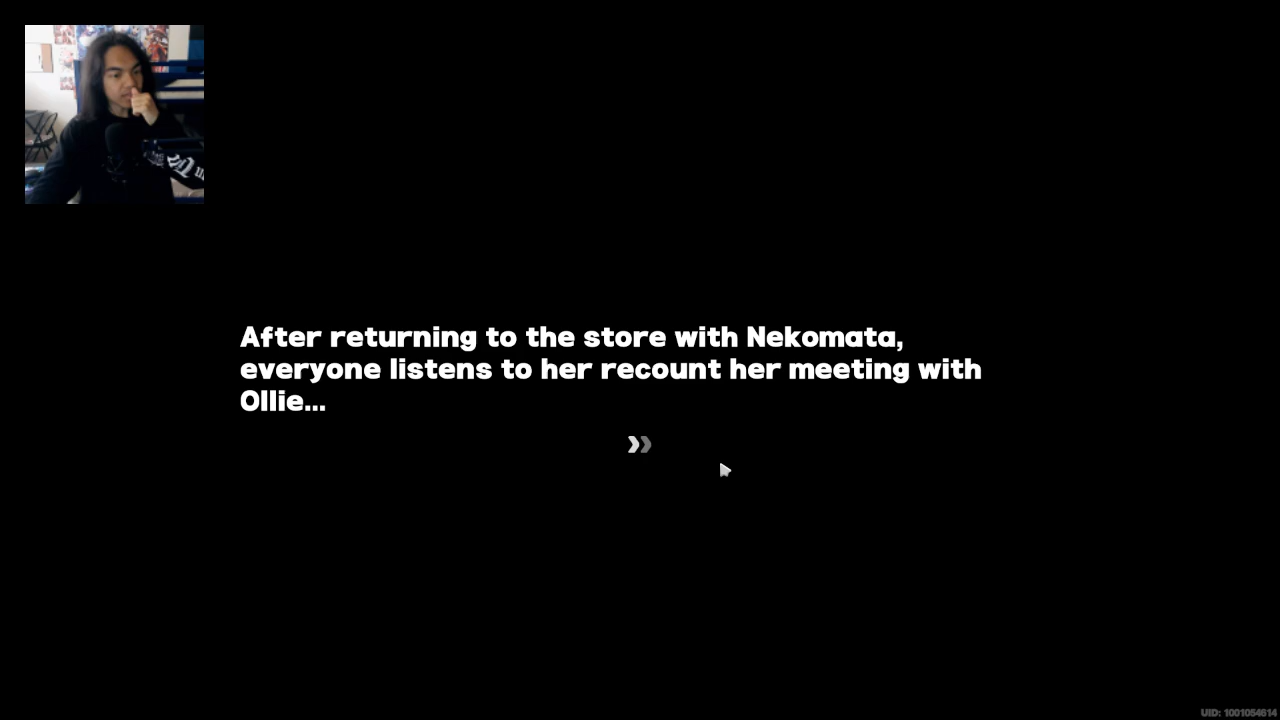 After returning to the store with Nekomata,
everyone listens to her recount her meeting with
Ollie...
UID: 1001054614